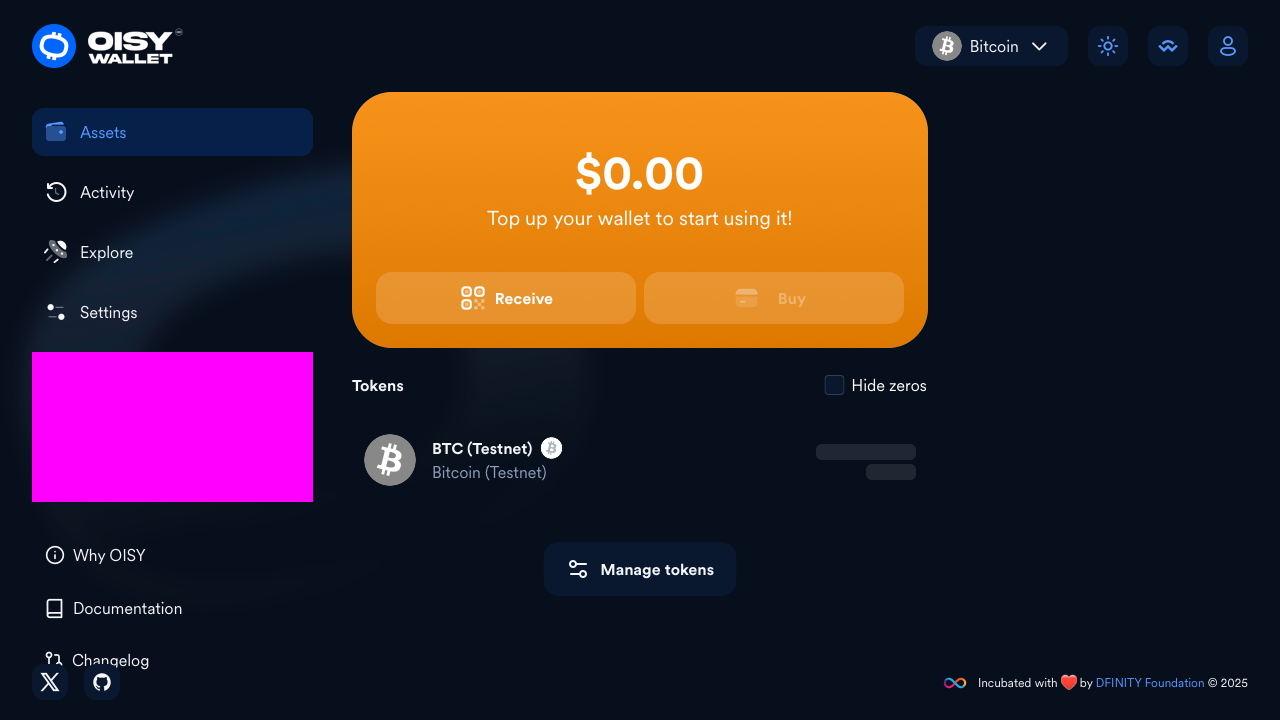 OISY
WALLET
Bitcoin
Assets
Activity
Explore
Settings
$0.00
Top up your wallet to start using it!
Receive
Buy
Tokens
Hide zeros
BTC (Testnet)
Bitcoin (Testnet)
Manage tokens
Why OISY
Documentation
Changelog
Incubated with ❤️ by DFINITY Foundation © 2025